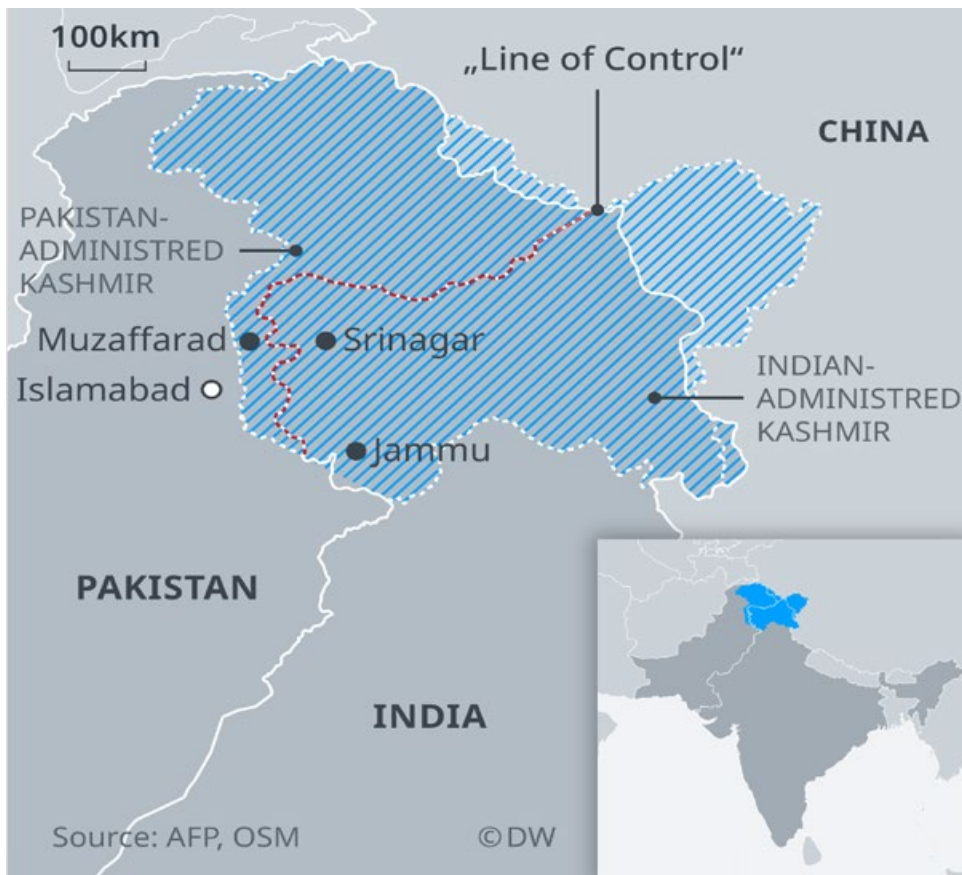 100km
„Line of Control“
CHINA
PAKISTAN-
ADMINISTRED
KASHMIR
Muzaffarad
Srinagar
Islamabad
INDIAN-
ADMINISTRED
KASHMIR
Jammu
PAKISTAN
INDIA
Source: AFP, OSM
©DW